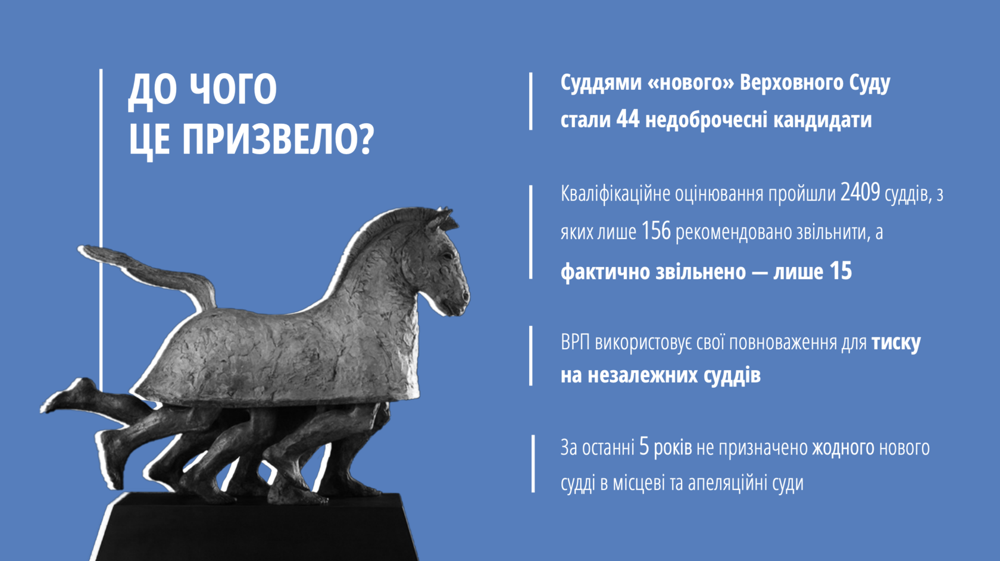 ДО ЧОГО
ЦЕ ПРИЗВЕЛО?
Суддями «нового» Верховного Суду
стали 44 недоброчесні кандидати
Кваліфікаційне оцінювання пройшли 2409 суддів, з
яких лише 156 рекомендовано звільнити, а
фактично звільнено — лише 15
ВРП використовує свої повноваження для тиску
на незалежних суддів
За останні 5 років не призначено жодного нового
судді в місцеві та апеляційні суди